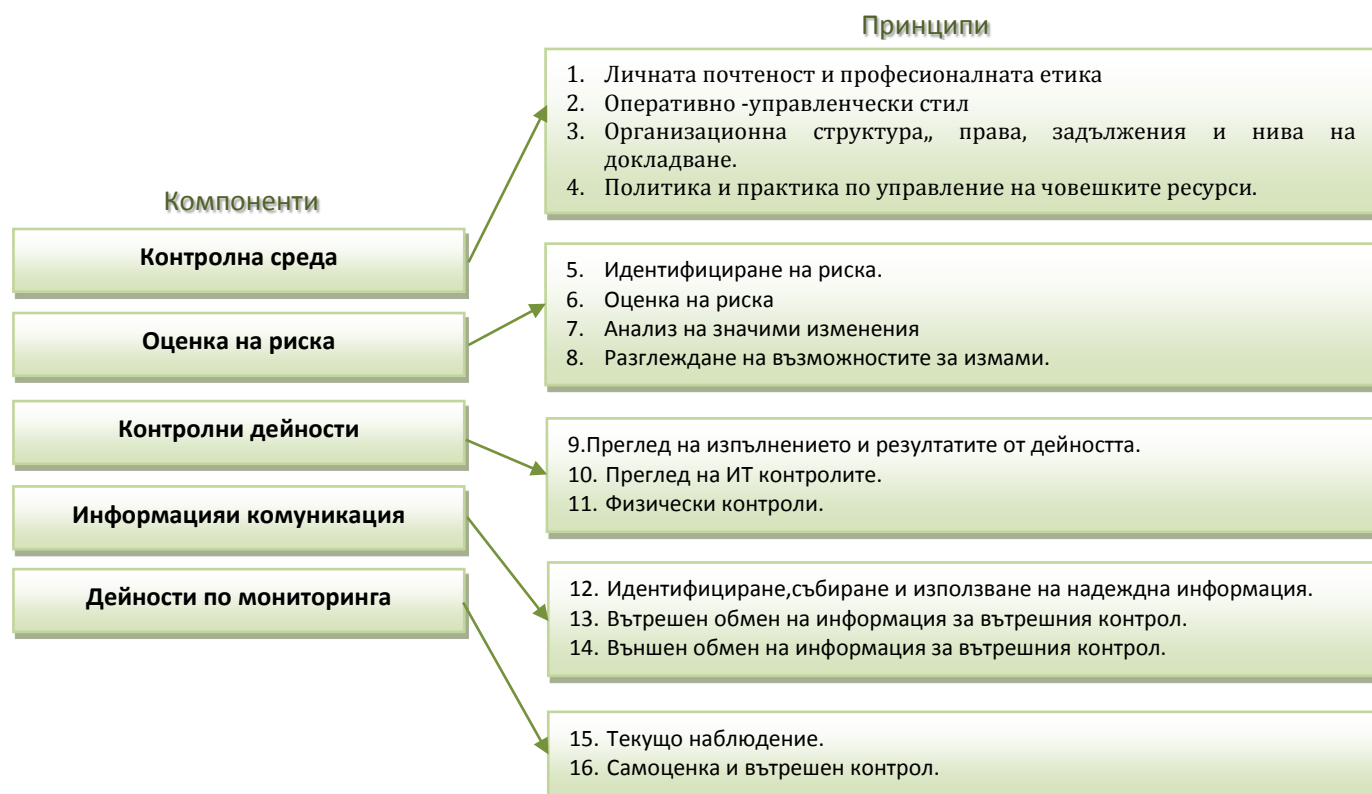 Принципи
1. Личната почтеност и професионалната етика
2. Оперативно -управленчески стил
3. Организационна структура,, права, задължения и нива на
докладване.
4. Политика и практика по управление на човешките ресурси.
Компоненти
Контролна среда
Оценка на риска
Контролни дейности
Информацияи комуникация
Дейности по мониторинга
5. Идентифициране на риска.
6. Оценка на риска
7. Анализ на значими изменения
8. Разглеждане на възможностите за измами.
9.Преглед на изпълнението и резултатите от дейността.
10. Преглед на ИТ контролите.
11. Физически контроли.
12. Идентифициране,събиране и използване на надеждна информация.
13. Вътрешен обмен на информация за вътрешния контрол.
14. Външен обмен на информация за вътрешния контрол.
15. Текущо наблюдение.
16. Самоценка и вътрешен контрол.